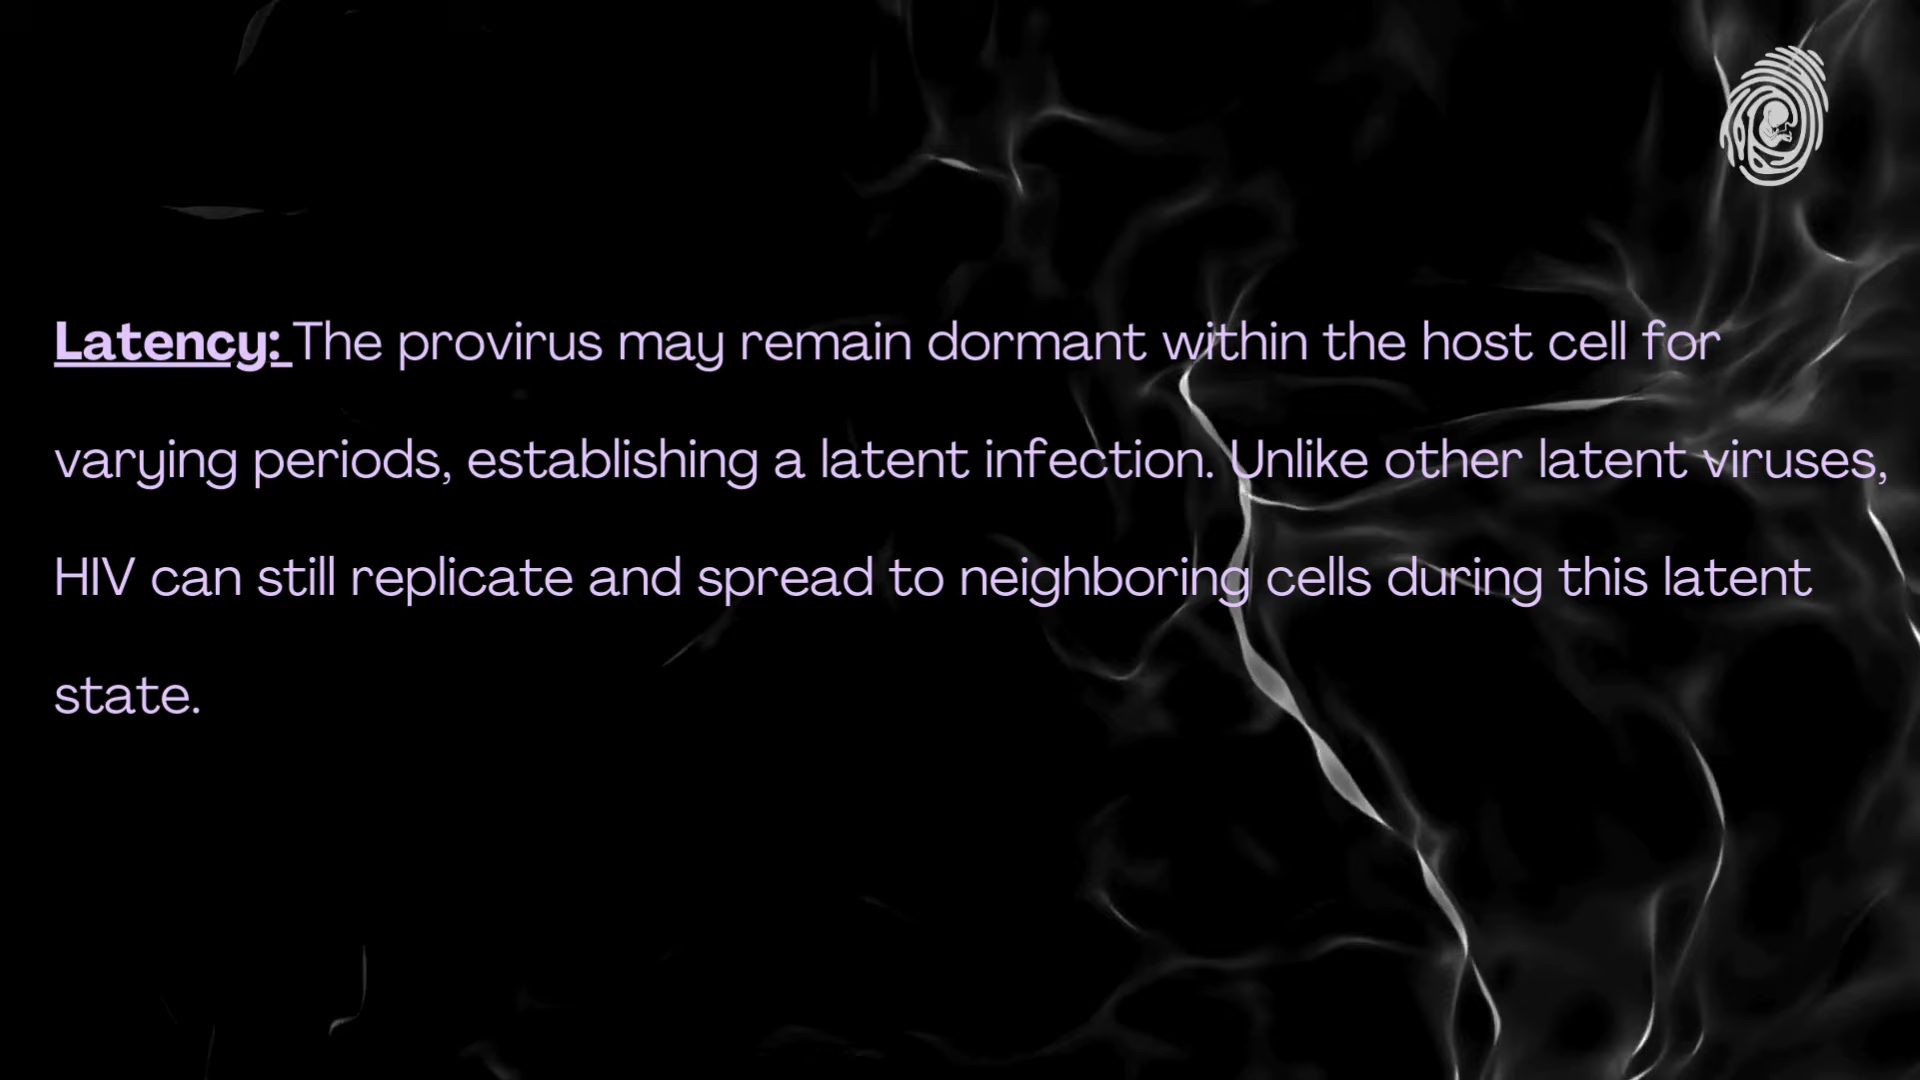 Latency: The provirus may remain dormant within the host cell for
varying periods, establishing a latent infection. Unlike other latent viruses,
HIV can still replicate and spread to neighboring cells during this latent
state.